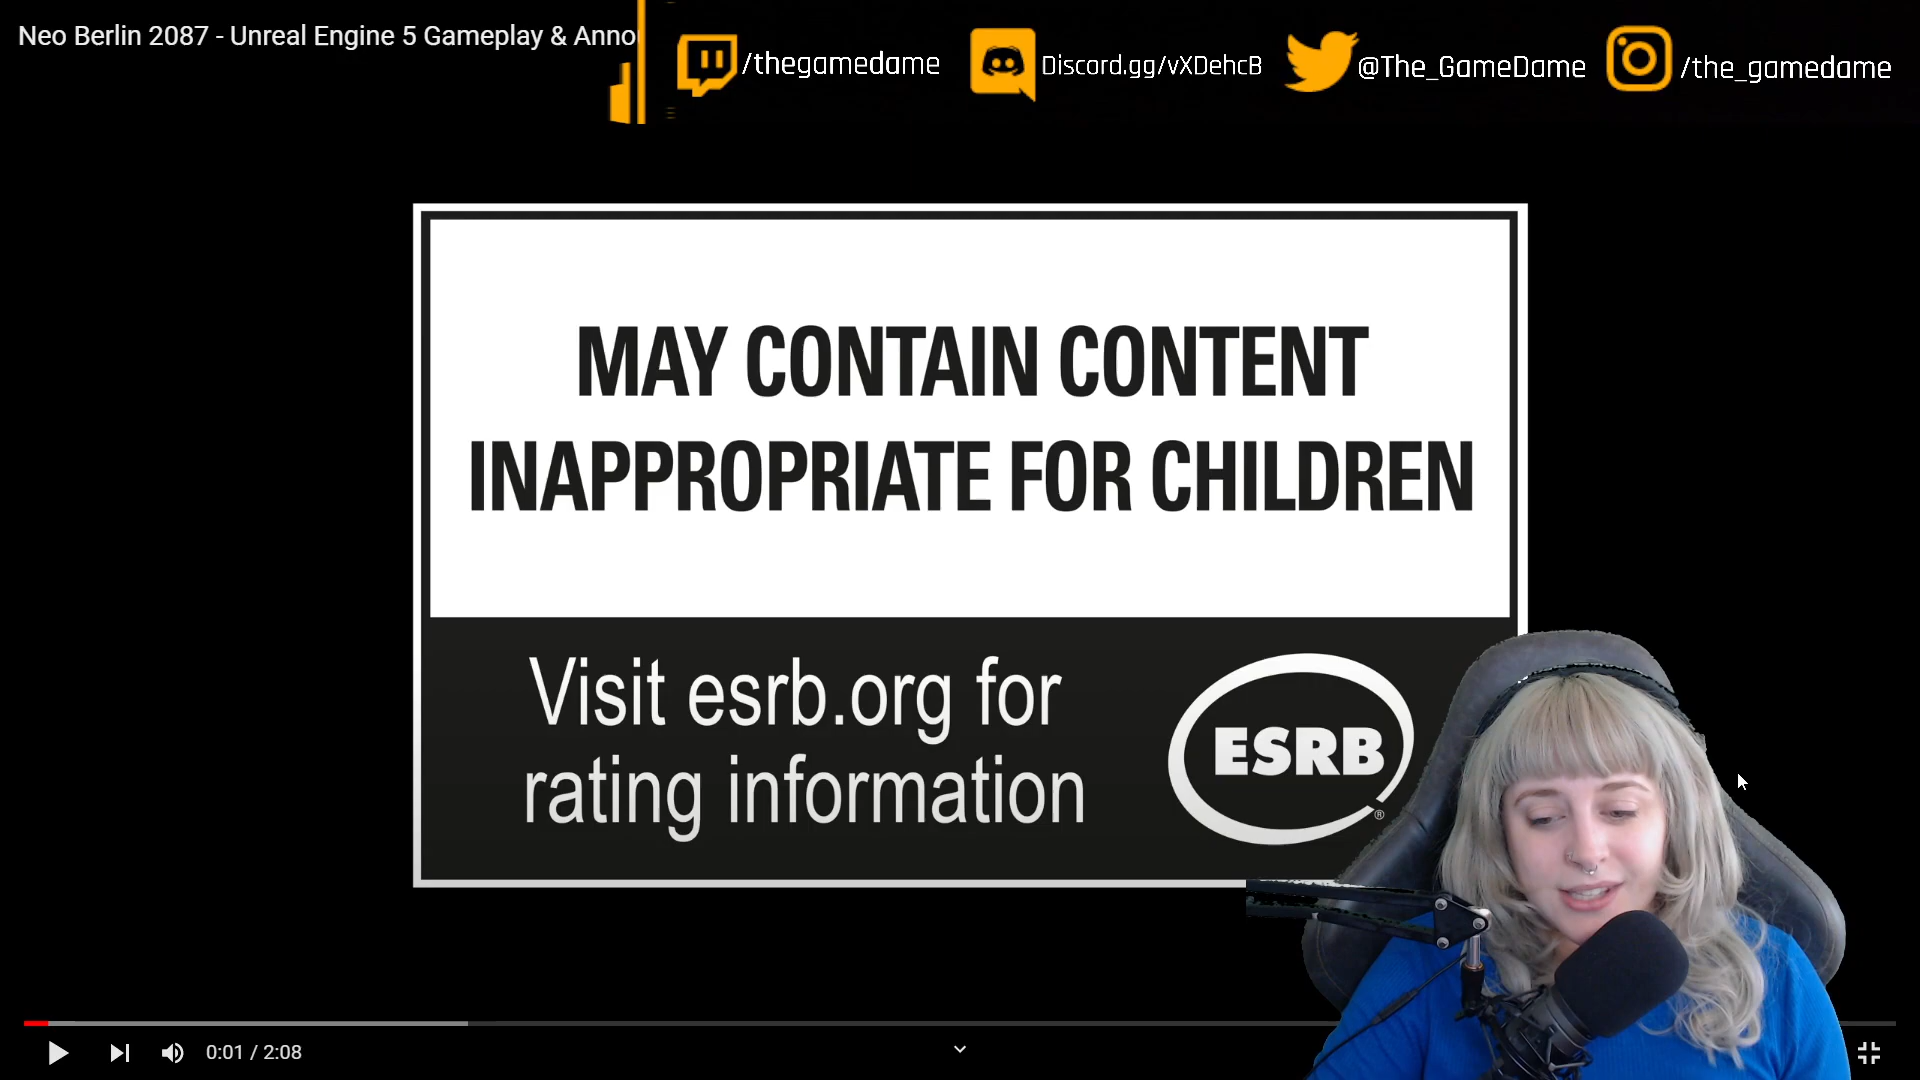 Neo Berlin 2087 - Unreal Engine 5 Gameplay & Anno
/thegamedame
Discord.gg/vXDehcB
@The_GameDame
/the_gamedame
MAY CONTAIN CONTENT
INAPPROPRIATE FOR CHILDREN
Visit esrb.org for
rating information
ESRB
®
0:01 / 2:08